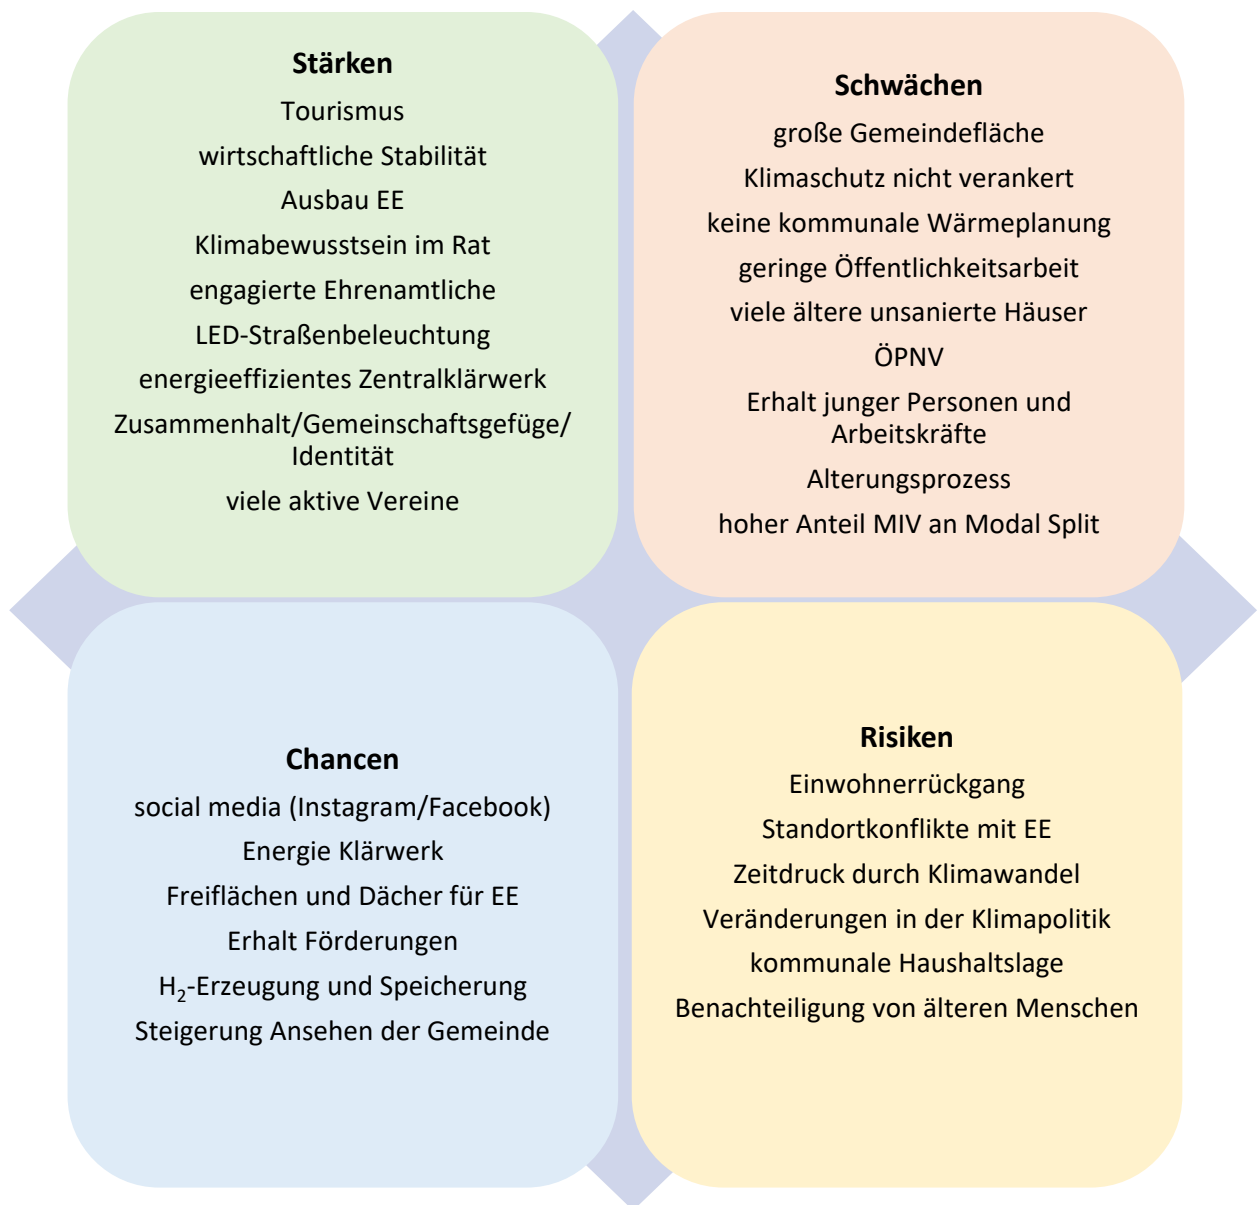 Stärken
Tourismus
wirtschaftliche Stabilität
Ausbau EE
Klimabewusstsein im Rat
engagierte Ehrenamtliche
LED-Straßenbeleuchtung
energieeffizientes Zentralklärwerk
Zusammenhalt/Gemeinschaftsgefüge/
Identität
viele aktive Vereine
Schwächen
große Gemeindefläche
Klimaschutz nicht verankert
keine kommunale Wärmeplanung
geringe Öffentlichkeitsarbeit
viele ältere unsanierte Häuser
ÖPNV
Erhalt junger Personen und
Arbeitskräfte
Alterungsprozess
hoher Anteil MIV an Modal Split
Chancen
social media (Instagram/Facebook)
Energie Klärwerk
Freiflächen und Dächer für EE
Erhalt Förderungen
H₂-Erzeugung und Speicherung
Steigerung Ansehen der Gemeinde
Risiken
Einwohnerrückgang
Standortkonflikte mit EE
Zeitdruck durch Klimawandel
Veränderungen in der Klimapolitik
kommunale Haushaltslage
Benachteiligung von älteren Menschen